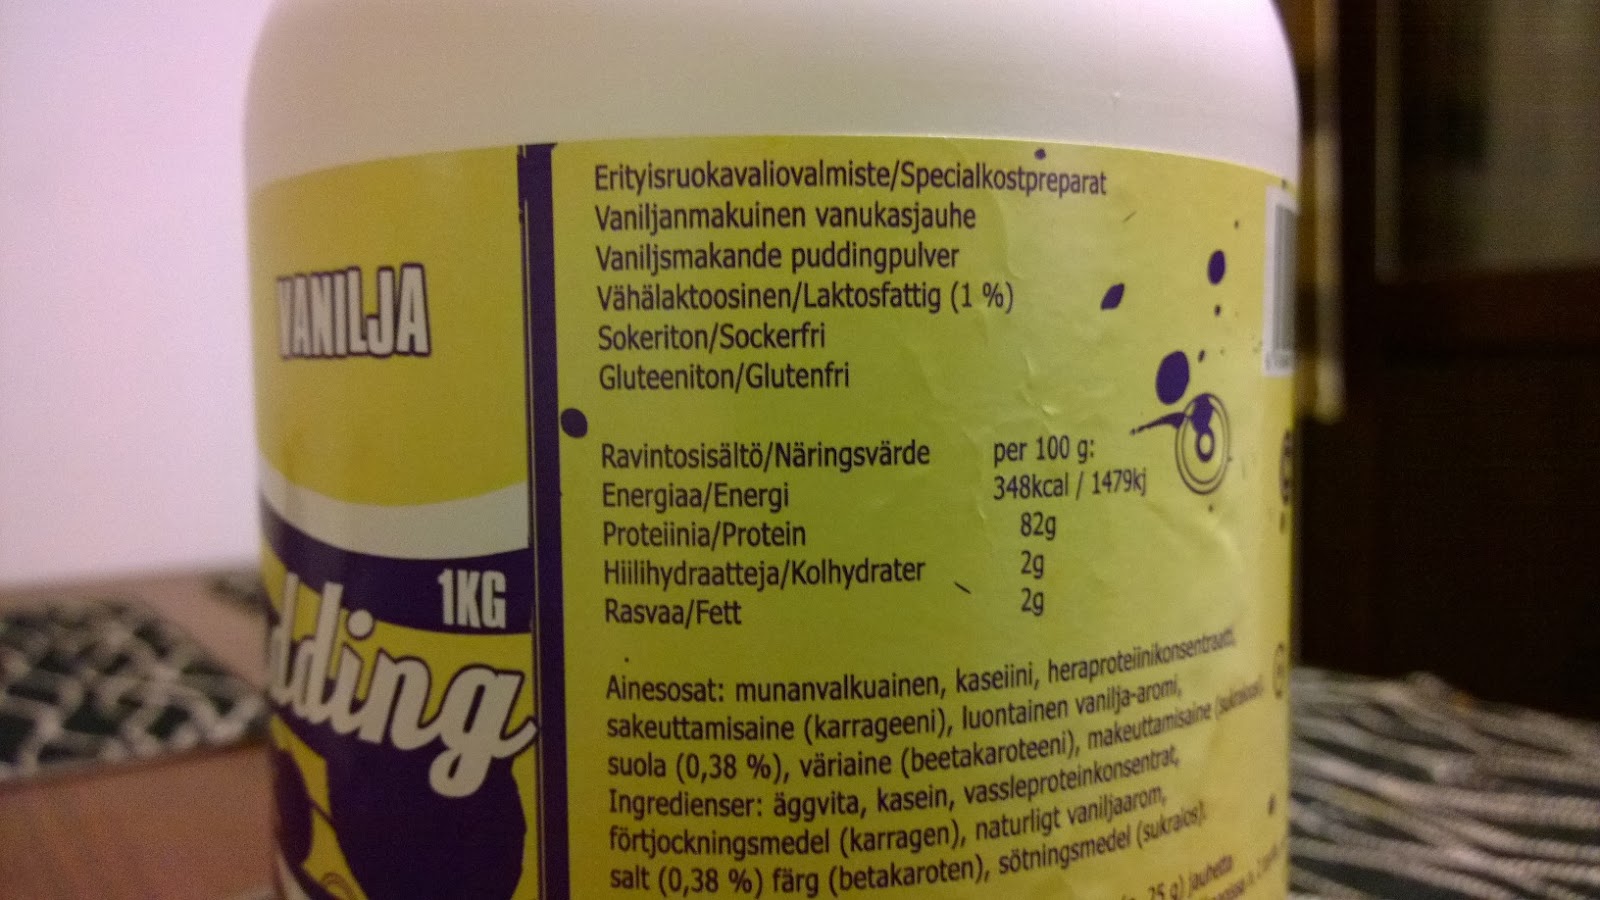 VANILJA
1KG
dding
Erityisruokavaliovalmiste/Specialkostpreparat
Vaniljanmakuinen vanukasjauhe
Vaniljsmakande puddingpulver
Vähälaktoosinen/Laktosfattig (1 %)
Sokeriton/Sockerfri
Gluteeniton/Glutenfri
Ravintosisältö/Näringsvärde per 100 g:
Energiaa/Energi 348kcal / 1479kj
Proteiinia/Protein 82g
Hiilihydraatteja/Kolhydrater 2g
Rasvaa/Fett 2g
Ainesosat: munanvalkuainen, kaseiini, heraproteiinikonsentraatti,
sakeuttamisaine (karrageeni), luontainen vanilja-aromi,
suola (0,38 %), väriaine (beetakaroteeni), makeuttamisaine (sukraloosi).
Ingredienser: äggvita, kasein, vassleproteinkonsentrat,
förtjockningsmedel (karragen), naturligt vaniljaarom,
salt (0,38 %) färg (betakaroten), sötningsmedel (sukralos).
25 g) jauhetta